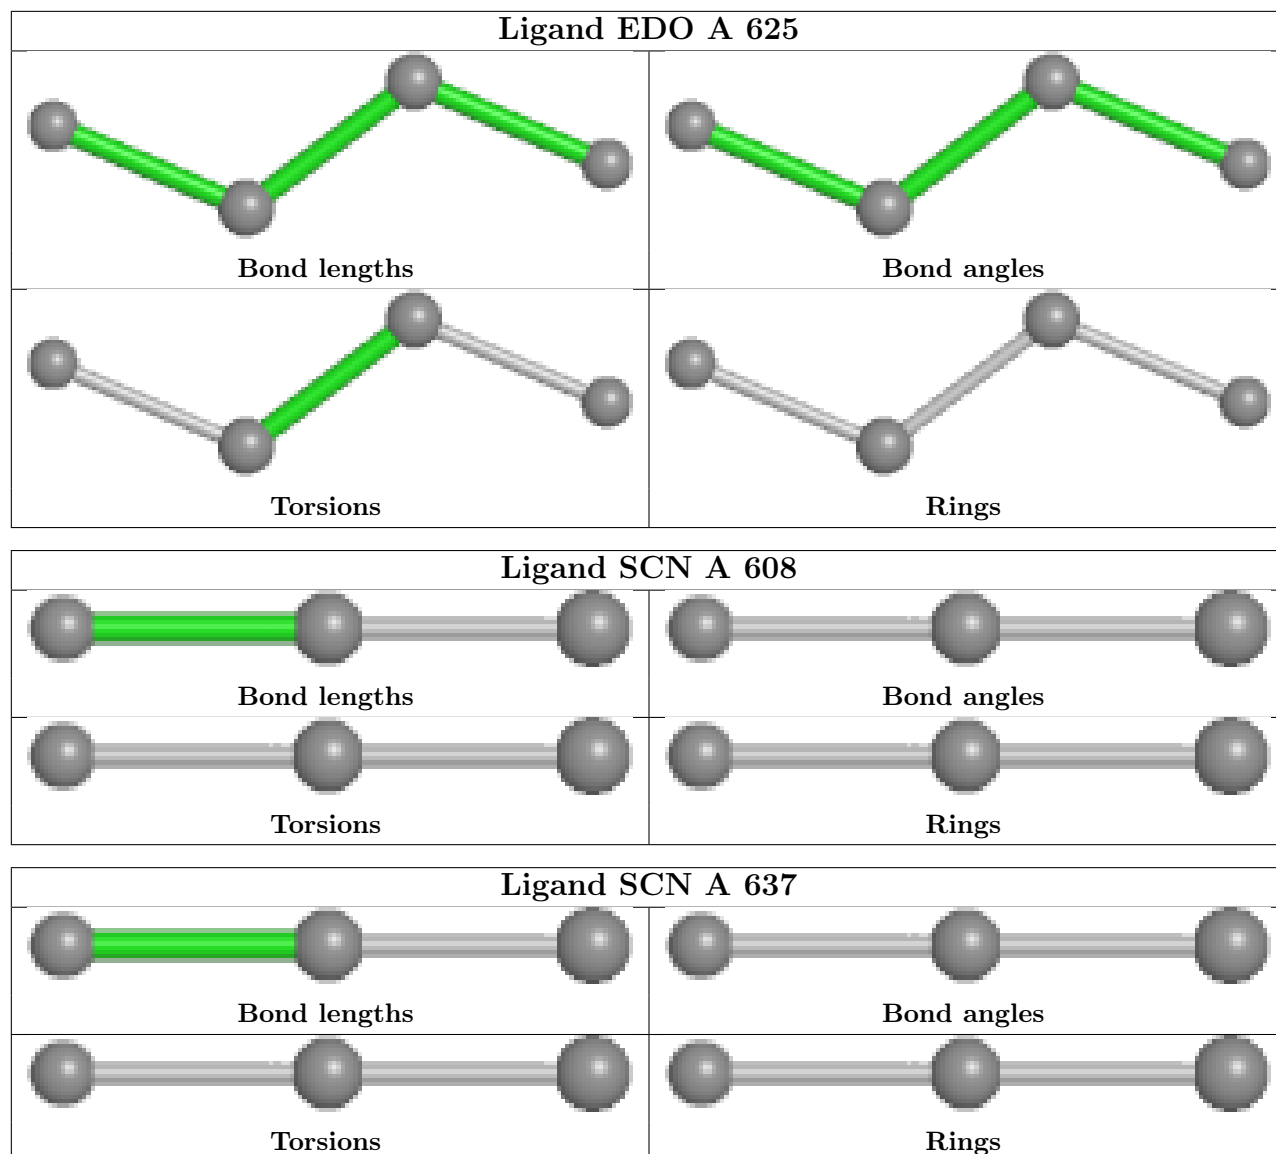 Ligand EDO A 625
Bond lengths
Bond angles
Torsions
Rings
Ligand SCN A 608
Bond lengths
Bond angles
Torsions
Rings
Ligand SCN A 637
Bond lengths
Bond angles
Torsions
Rings